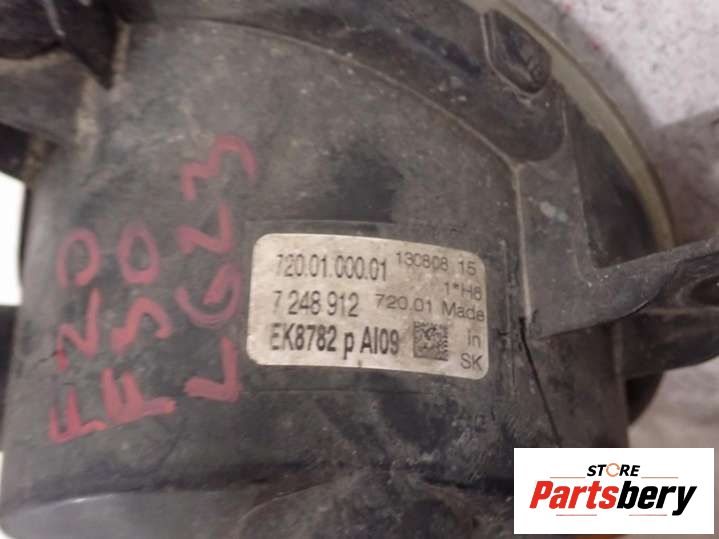 720.01.000.01 130808 15
1*H8
7 248 912 720.01 Made
EK8782 p AI09 in
SK
F20
LG23
STORE
Partsbery